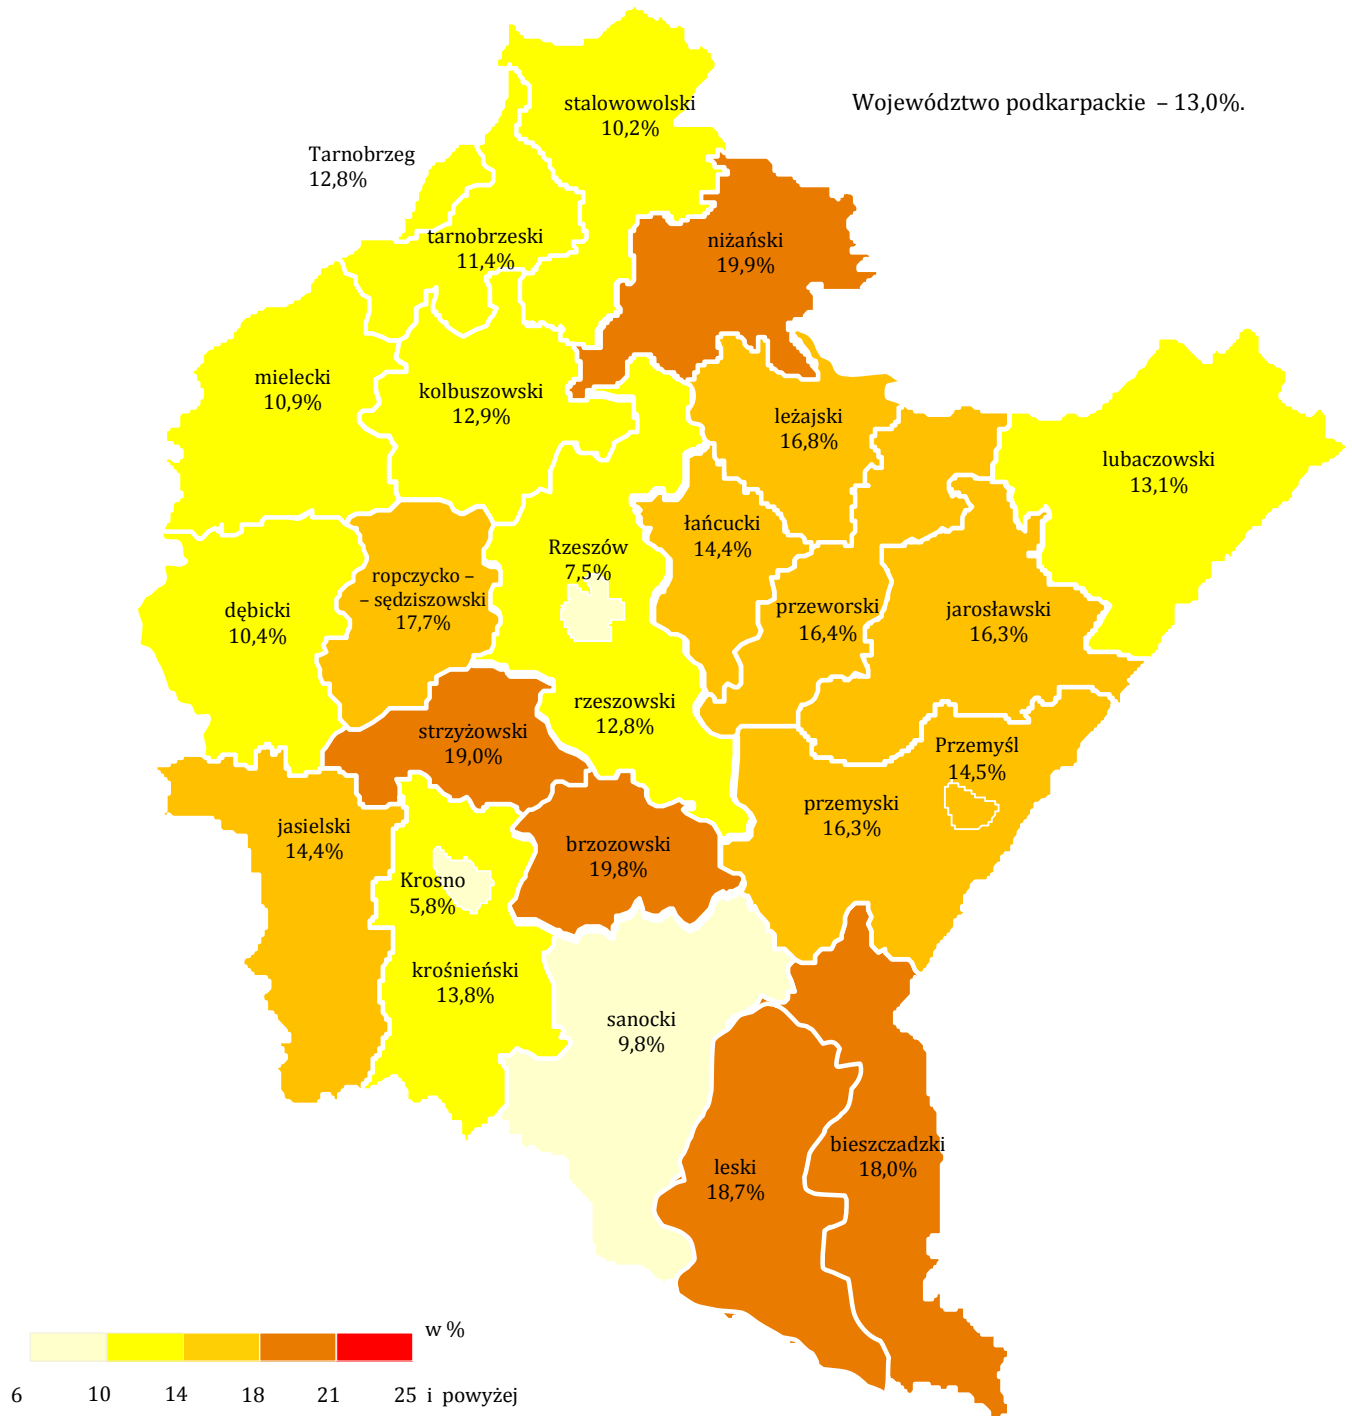 stalowowolski
10,2%
Województwo podkarpackie – 13,0%.
Tarnobrzeg
12,8%
tarnobrzeski
11,4%
niżański
19,9%
mielecki
10,9%
kolbuszowski
12,9%
leżajski
16,8%
lubaczowski
13,1%
łańcucki
14,4%
Rzeszów
7,5%
ropczycko –
– sędziszowski
17,7%
dębicki
10,4%
przeworski
16,4%
jarosławski
16,3%
rzeszowski
12,8%
strzyżowski
19,0%
Przemyśl
14,5%
przemyski
16,3%
jasielski
14,4%
brzozowski
19,8%
Krosno
5,8%
krośnieński
13,8%
sanocki
9,8%
bieszczadzki
18,0%
leski
18,7%
w %
6 10 14 18 21 25 i powyżej